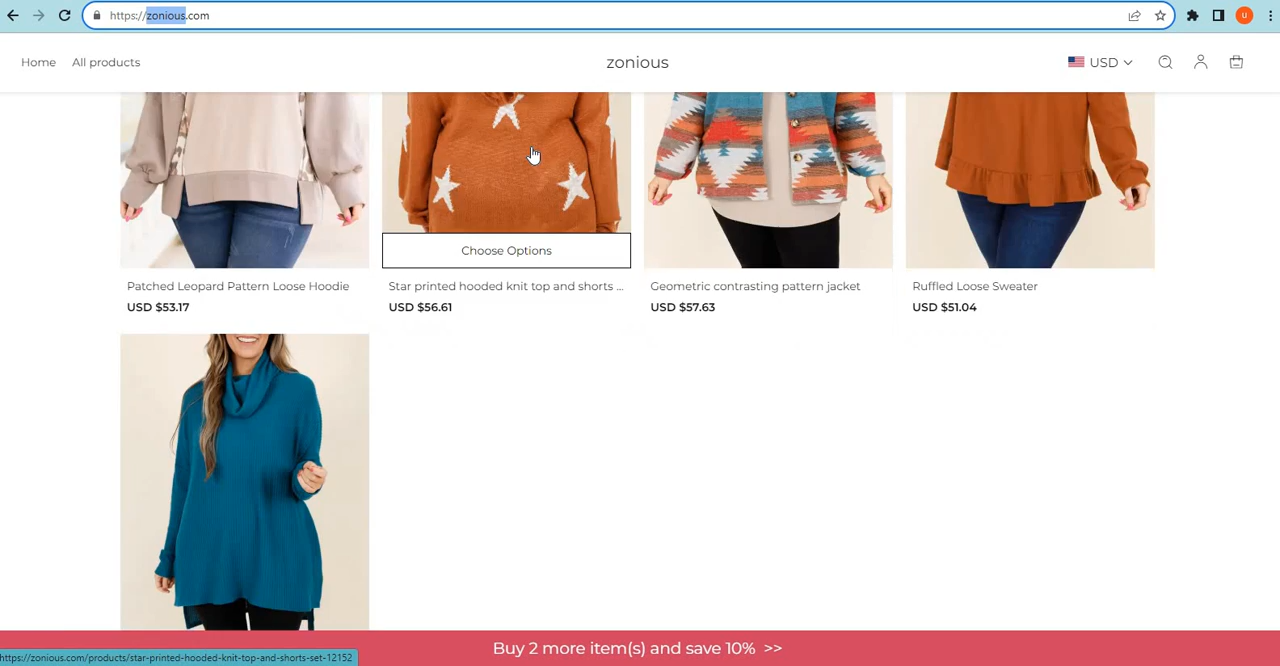 https://zonious.com
u
Home All products zonious USD
Choose Options
Patched Leopard Pattern Loose Hoodie Star printed hooded knit top and shorts ... Geometric contrasting pattern jacket Ruffled Loose Sweater
USD $53.17 USD $56.61 USD $57.63 USD $51.04
Buy 2 more item(s) and save 10% >>
https://zonious.com/products/star-printed-hooded-knit-top-and-shorts-set-12152